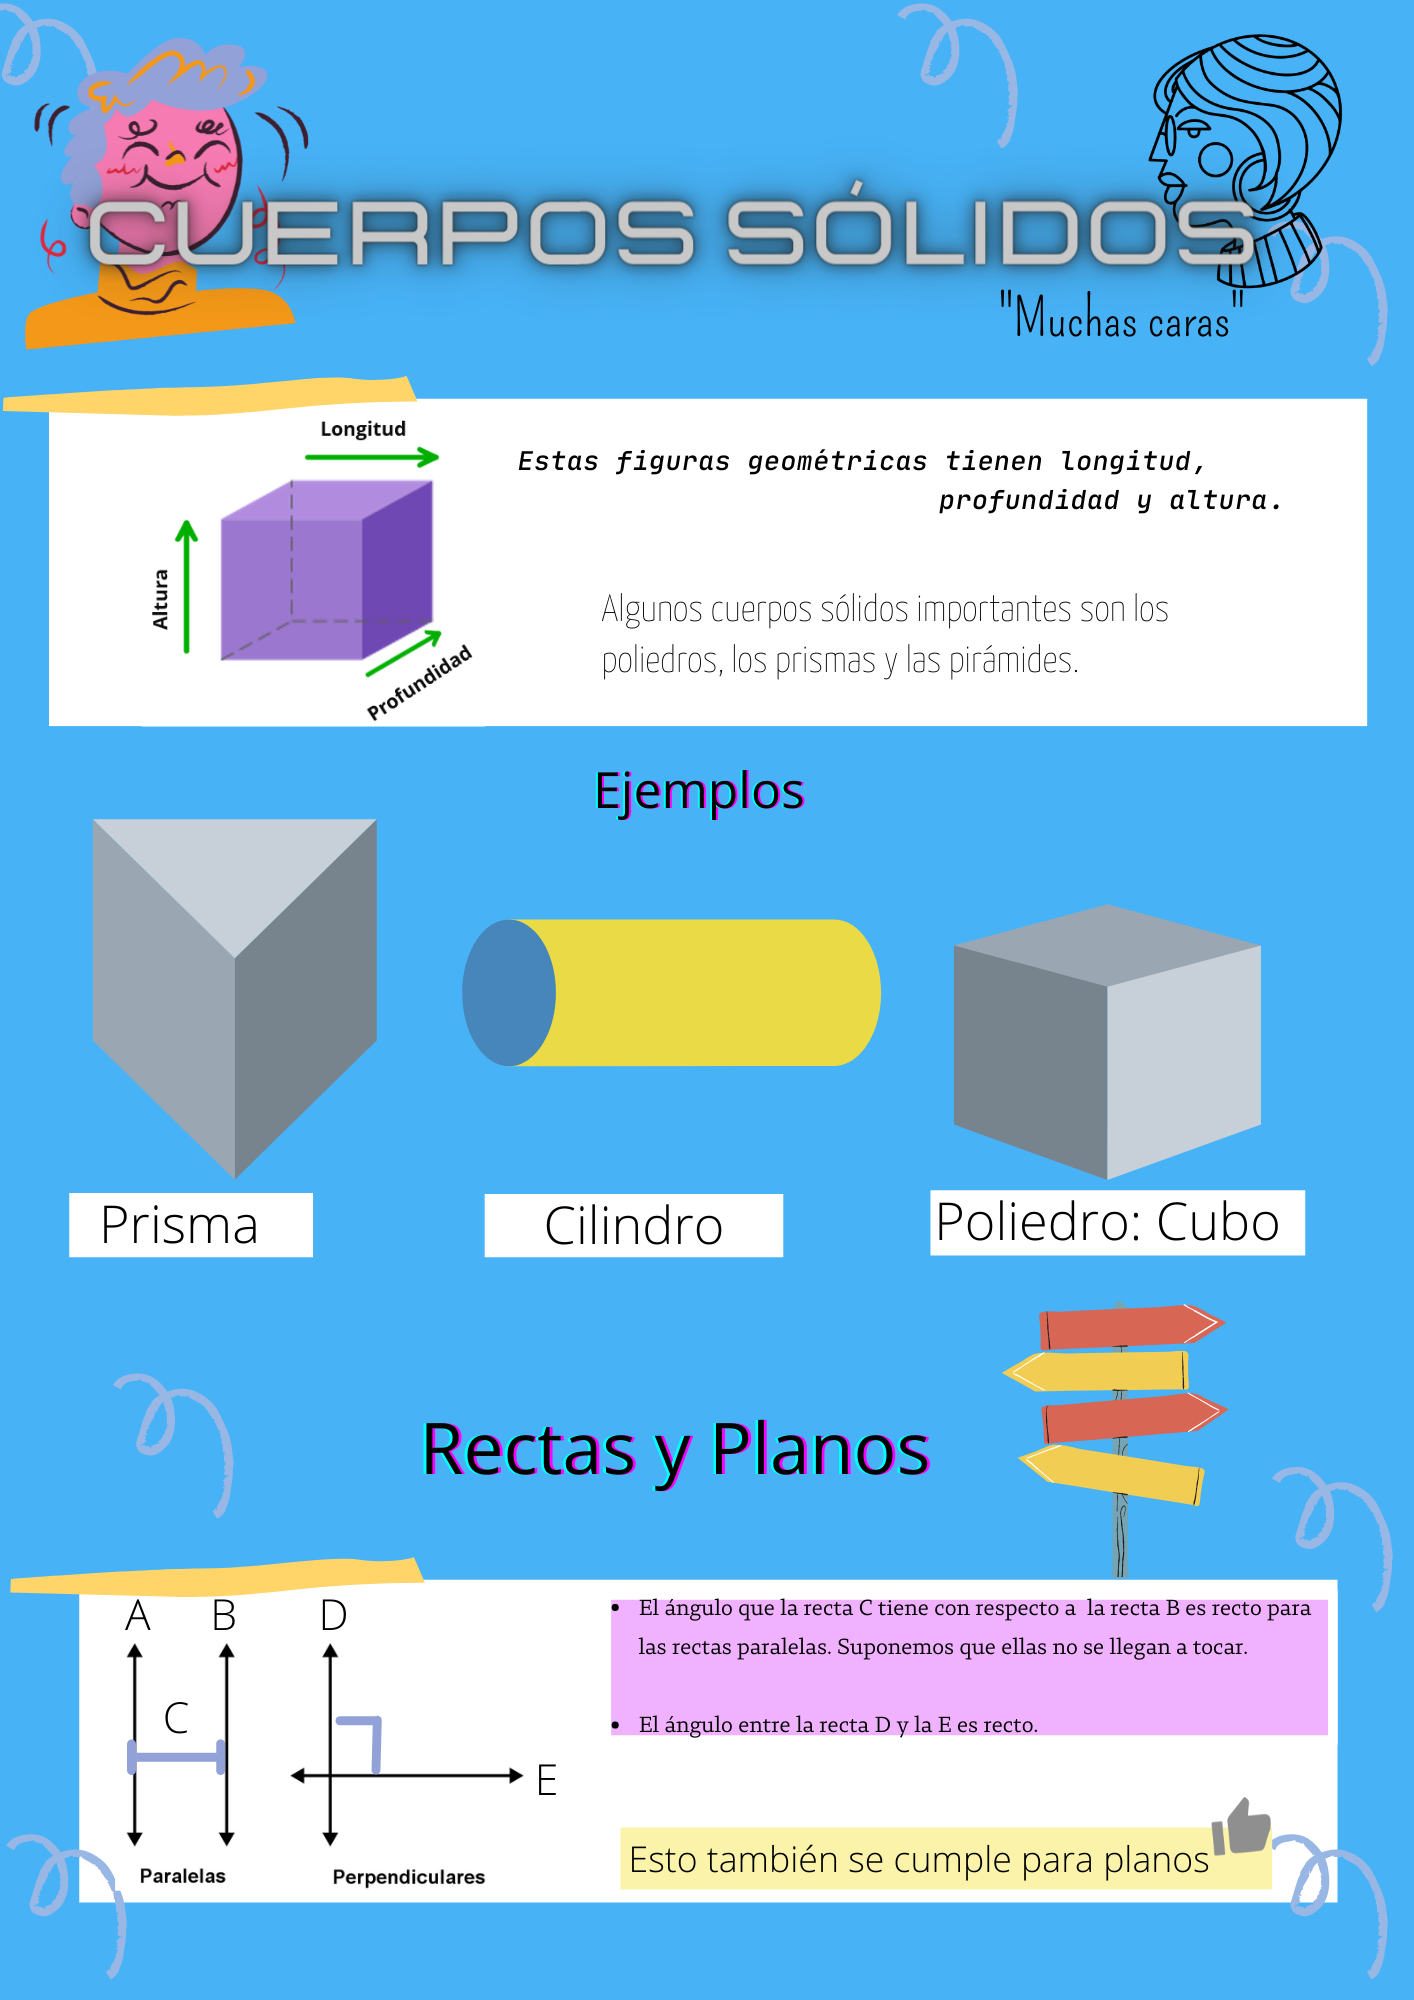 CUERPOS SÓLIDOS
"Muchas caras"
Longitud
Altura
Profundidad
Estas figuras geométricas tienen longitud,
profundidad y altura.
Algunos cuerpos sólidos importantes son los
poliedros, los prismas y las pirámides.
Ejemplos
Prisma
Cilindro
Poliedro: Cubo
Rectas y Planos
A B D
C
E
Paralelas
Perpendiculares
• El ángulo que la recta C tiene con respecto a la recta B es recto para
las rectas paralelas. Suponemos que ellas no se llegan a tocar.
• El ángulo entre la recta D y la E es recto.
Esto también se cumple para planos